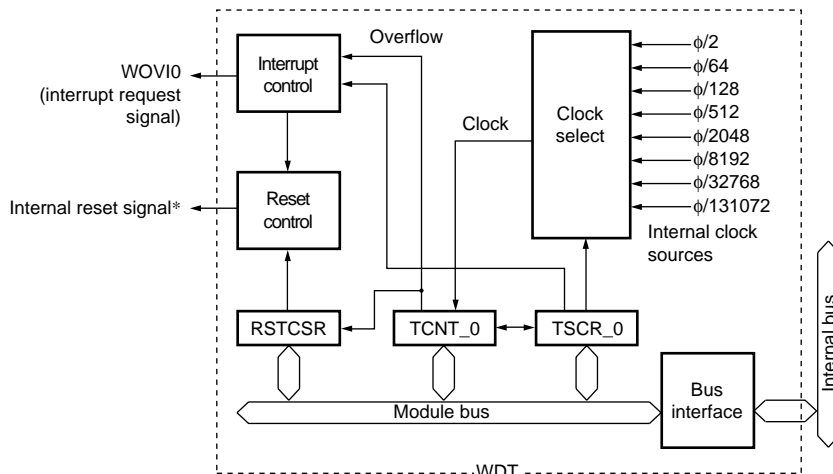 Overflow
WOVI0
(interrupt request
signal)
Interrupt
control
Clock
Clock
select
ϕ/2
ϕ/64
ϕ/128
ϕ/512
ϕ/2048
ϕ/8192
ϕ/32768
ϕ/131072
Internal clock
sources
Internal reset signal*
Reset
control
RSTCSR
TCNT_0
TSCR_0
Module bus
Bus
interface
Internal bus
WDT